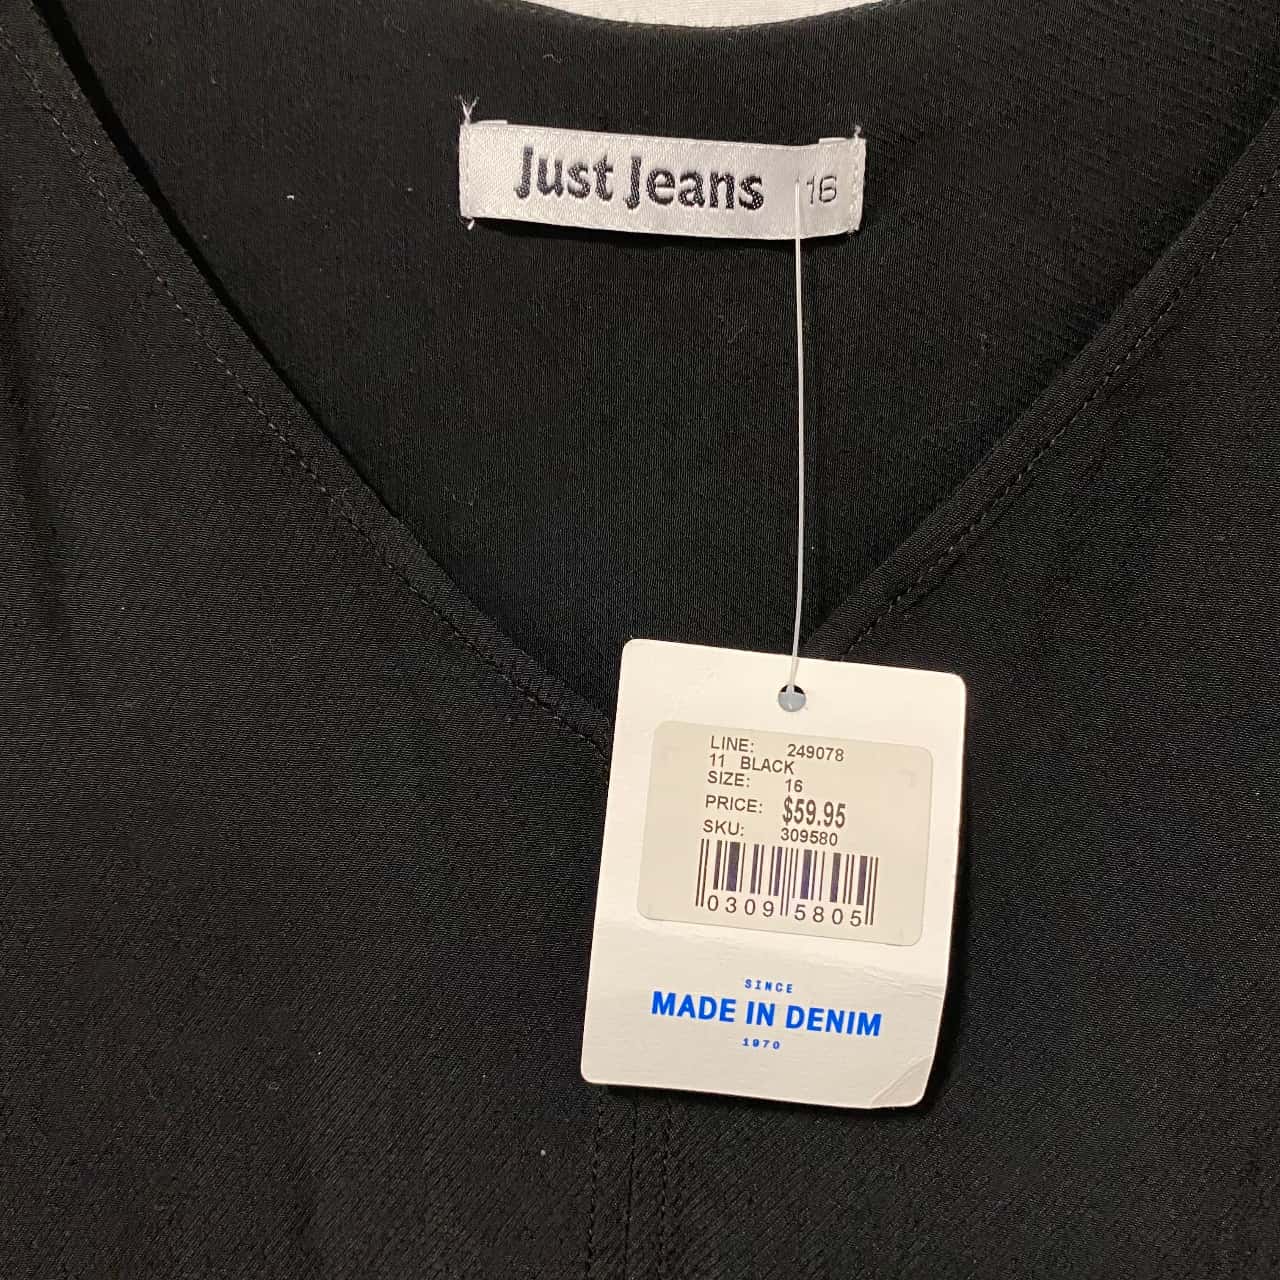 Just Jeans 16
LINE: 249078
11 BLACK
SIZE: 16
PRICE: $59.95
SKU: 309580
0309 5805
SINCE
MADE IN DENIM
1970